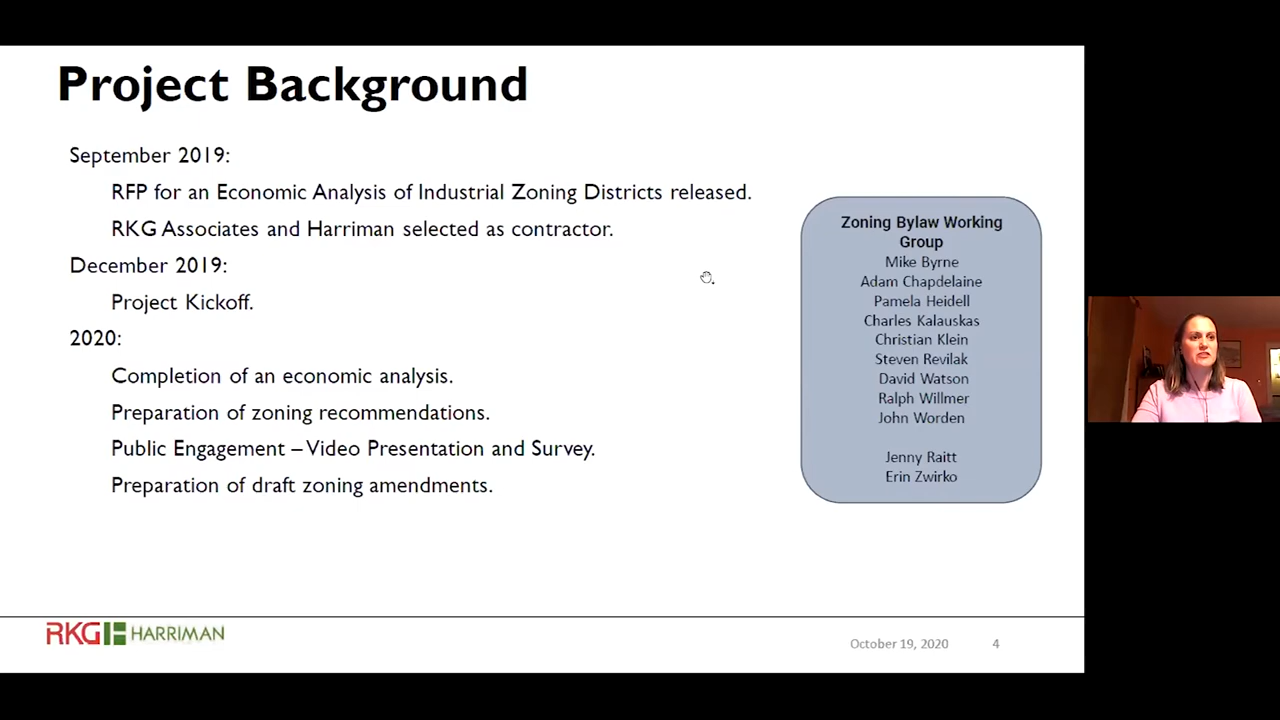 Project Background
September 2019:
RFP for an Economic Analysis of Industrial Zoning Districts released.
RKG Associates and Harriman selected as contractor.
December 2019:
Project Kickoff.
2020:
Completion of an economic analysis.
Preparation of zoning recommendations.
Public Engagement – Video Presentation and Survey.
Preparation of draft zoning amendments.
Zoning Bylaw Working
Group
Mike Byrne
Adam Chapdelaine
Pamela Heidell
Charles Kalauskas
Christian Klein
Steven Revilak
David Watson
Ralph Willmer
John Worden
Jenny Raitt
Erin Zwirko
RKG HARRIMAN
October 19, 2020 4